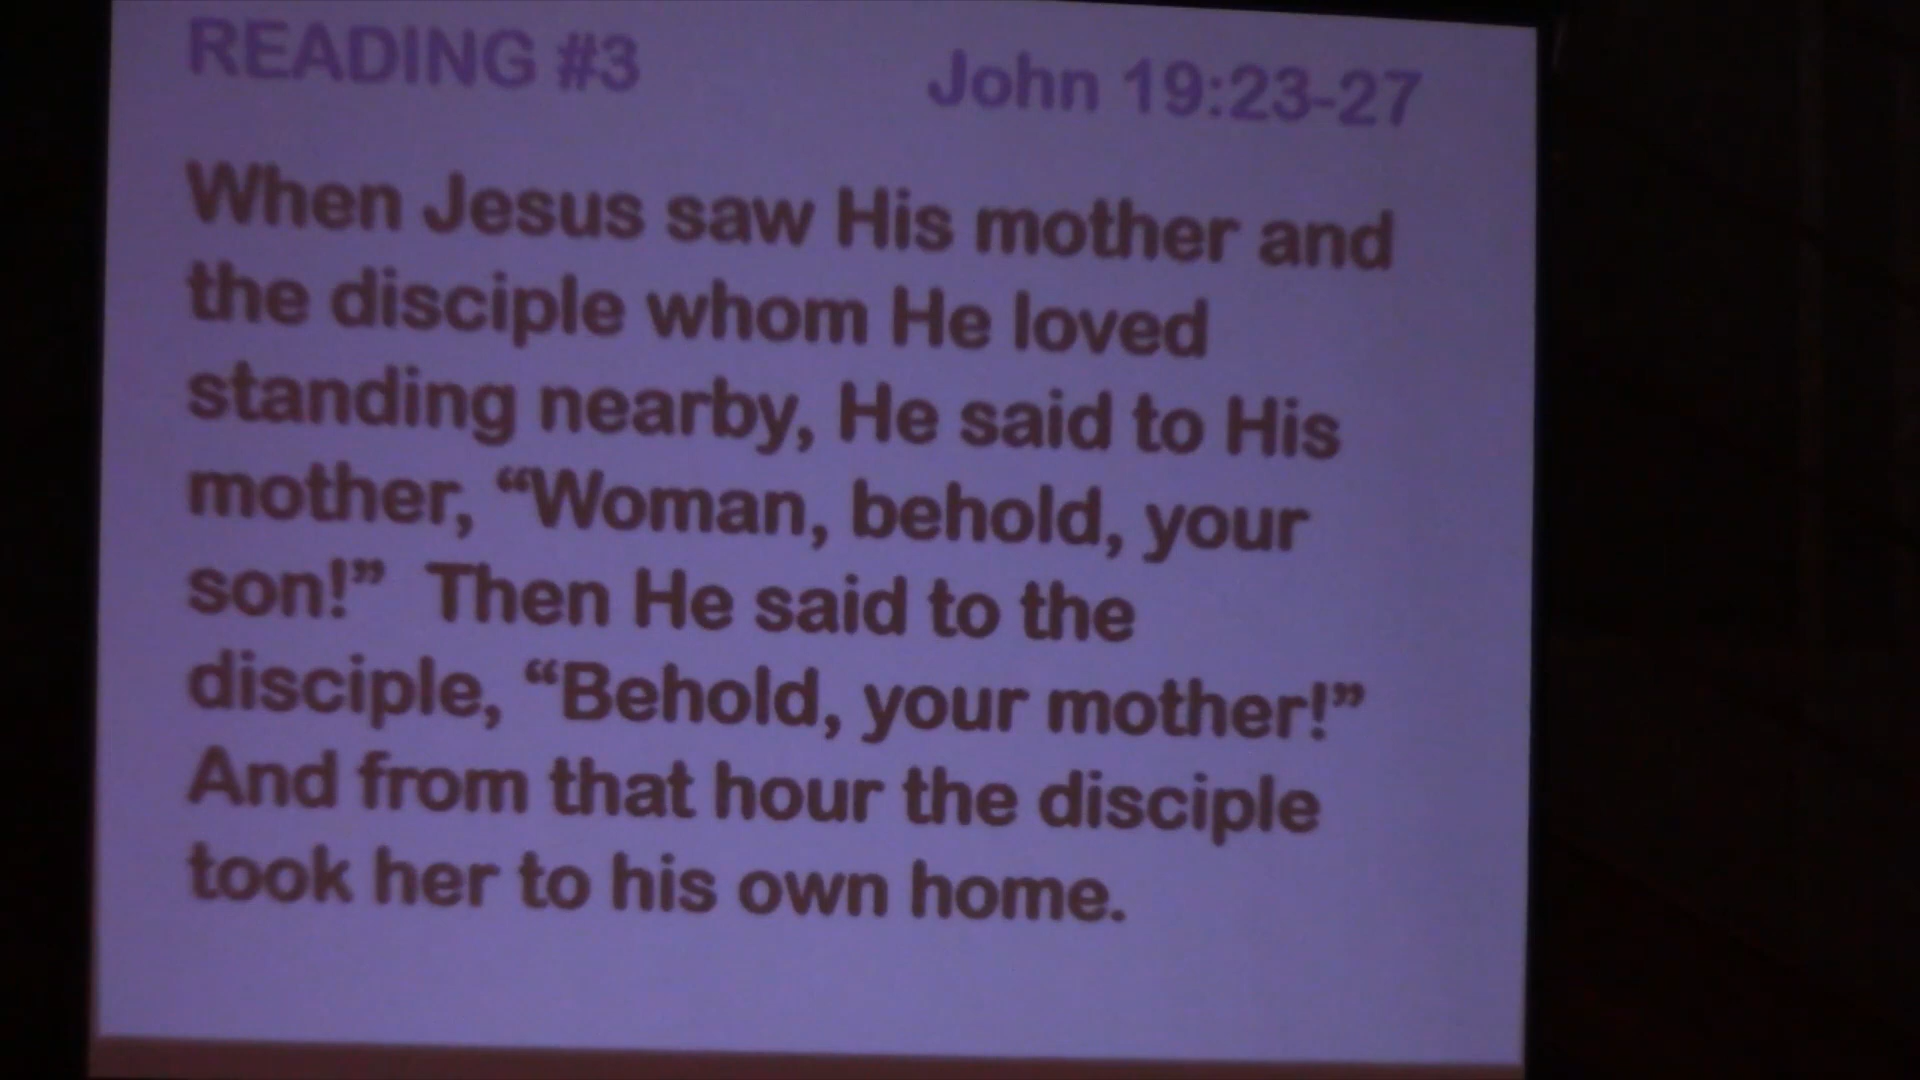 READING #3 John 19:23-27
When Jesus saw His mother and
the disciple whom He loved
standing nearby, He said to His
mother, “Woman, behold, your
son!” Then He said to the
disciple, “Behold, your mother!”
And from that hour the disciple
took her to his own home.